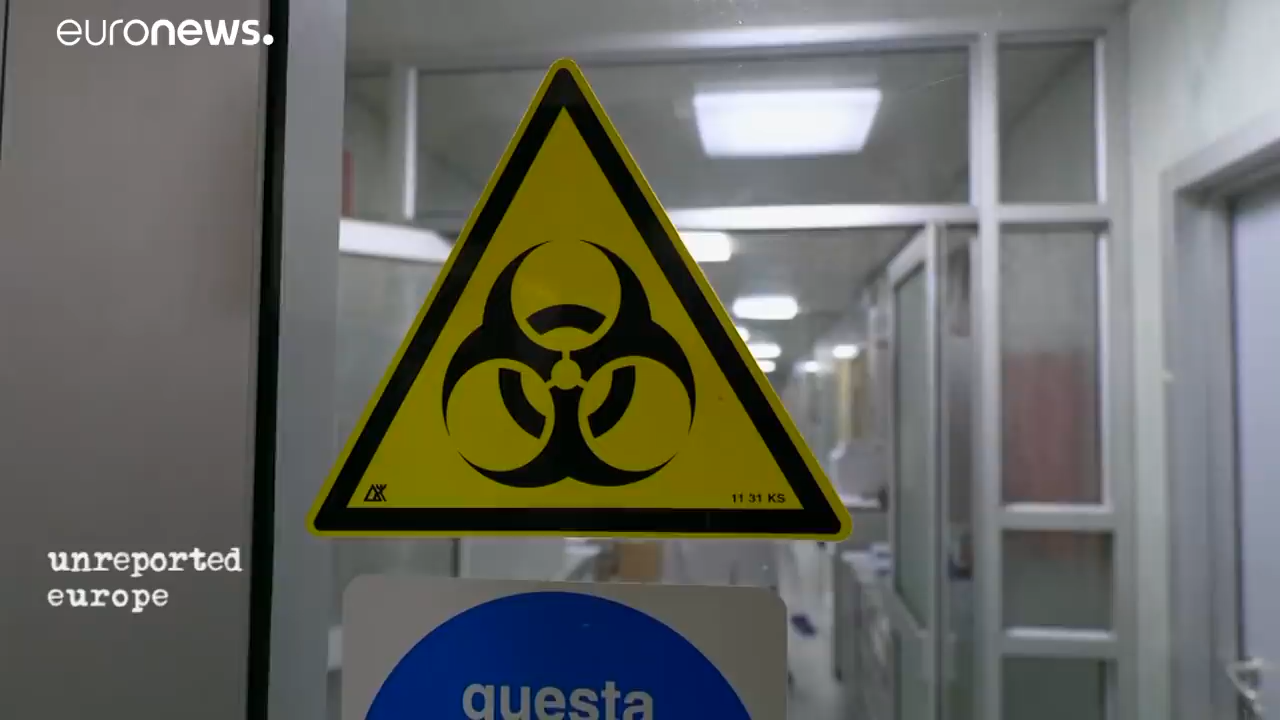 euronews.
11 31 KS
unreported
europe
questa